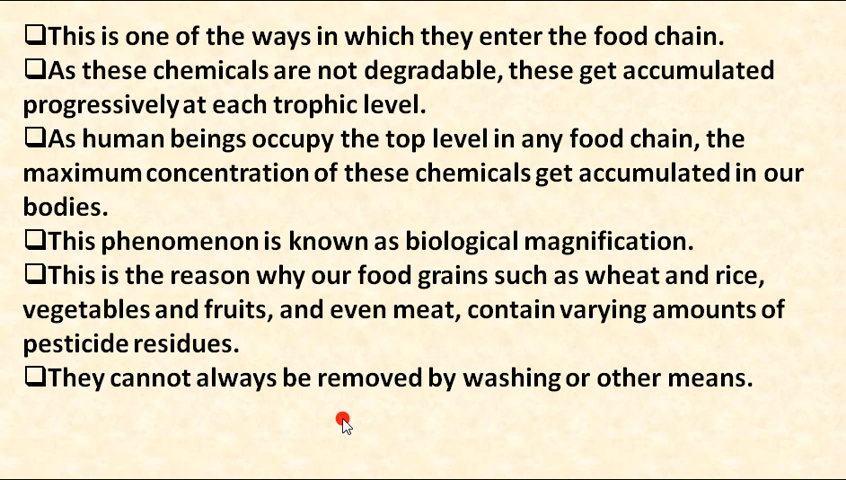 ❑This is one of the ways in which they enter the food chain.
❑As these chemicals are not degradable, these get accumulated
progressively at each trophic level.
❑As human beings occupy the top level in any food chain, the
maximum concentration of these chemicals get accumulated in our
bodies.
❑This phenomenon is known as biological magnification.
❑This is the reason why our food grains such as wheat and rice,
vegetables and fruits, and even meat, contain varying amounts of
pesticide residues.
❑They cannot always be removed by washing or other means.